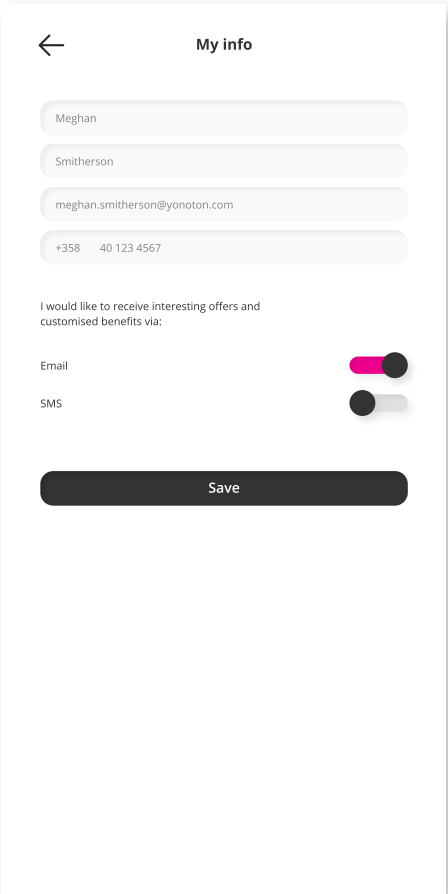 My info
Meghan
Smitherson
meghan.smitherson@yonoton.com
+358 40 123 4567
I would like to receive interesting offers and
customised benefits via:
Email
SMS
Save